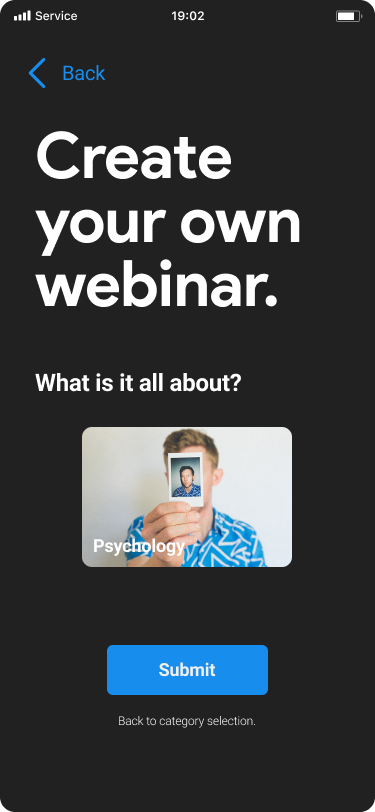 Service 19:02
Back
Create
your own
webinar.
What is it all about?
Psychology
Submit
Back to category selection.